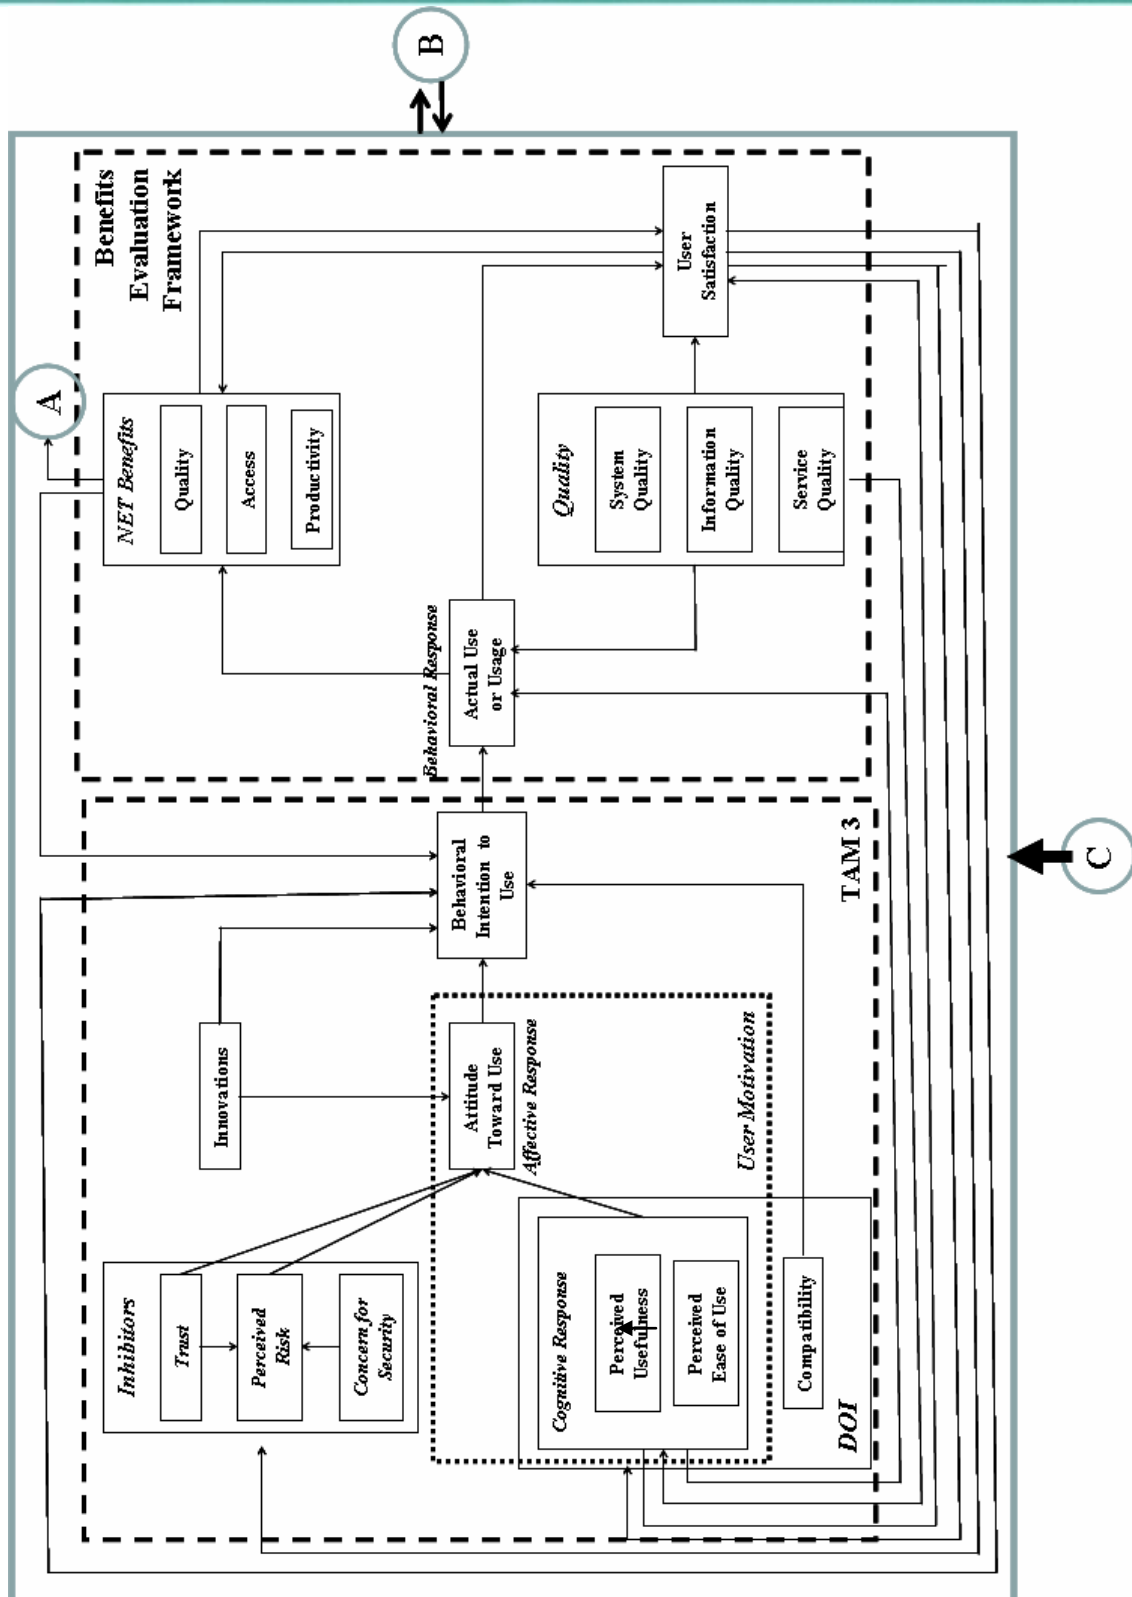 Inhibitors
Trust
Perceived
Risk
Concern for
Security
Innovations
Attitude
Toward Use
Affective Response
User Motivation
Cognitive Response
Perceived
Usefulness
Perceived
Ease of Use
Compatibility
DOI
Behavioral
Intention to
Use
TAM 3
Behavioral Response
Actual Use
or Usage
NET Benefits
Quality
Access
Productivity
Quality
System
Quality
Information
Quality
Service
Quality
User
Satisfaction
Benefits
Evaluation
Framework
A
B
C